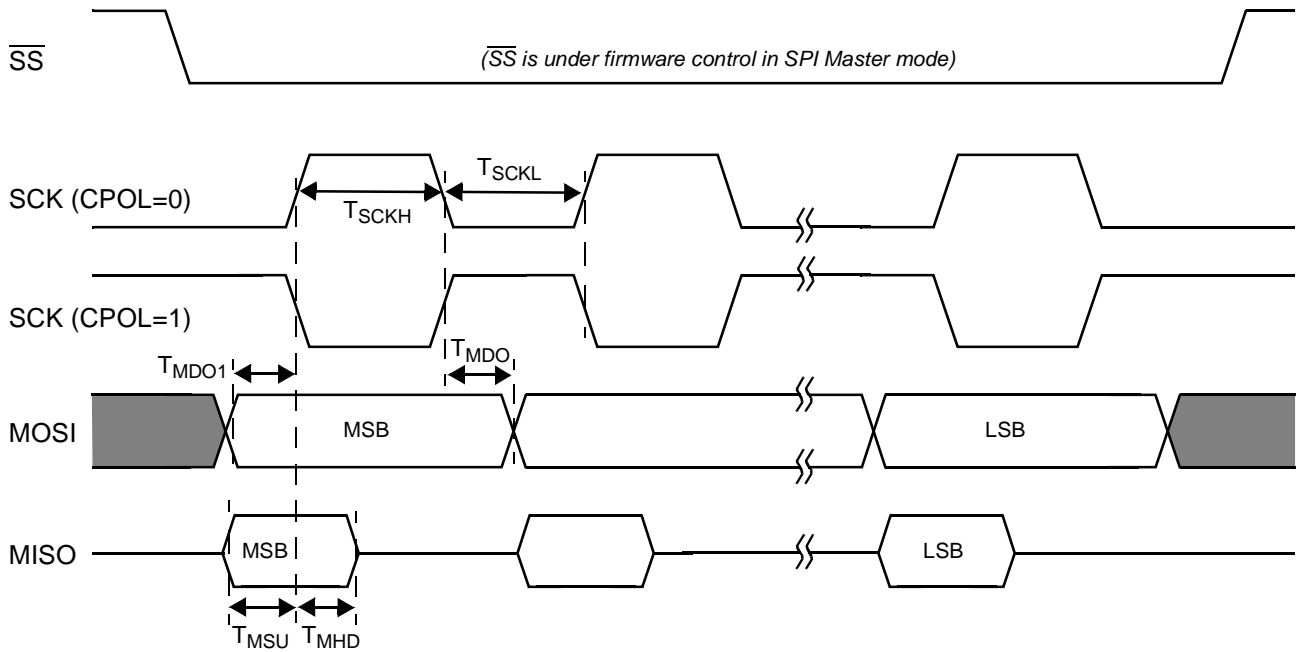 SS
(SS is under firmware control in SPI Master mode)
SCK (CPOL=0)
TSCKH
TSCKL
SCK (CPOL=1)
TMDO1
TMDO
MOSI
MSB
LSB
MISO
MSB
LSB
TMSU
TMHD